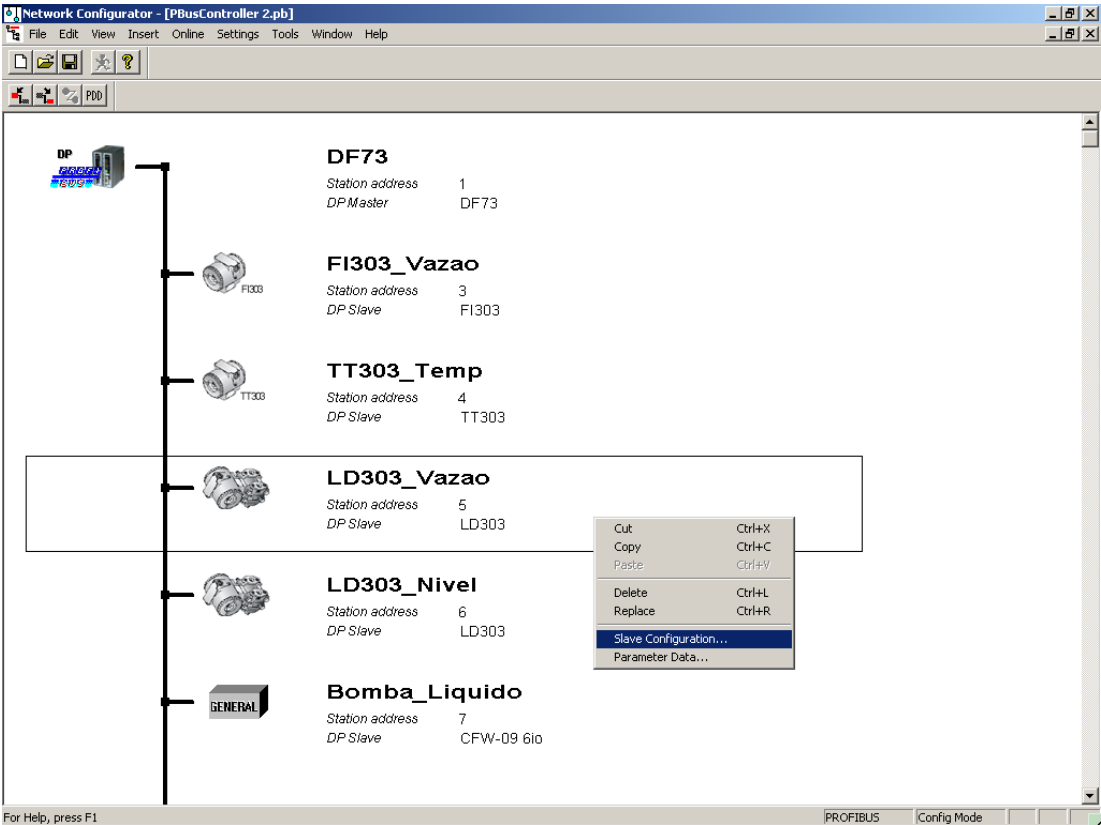 Network Configurator - [PBusController 2.pb]
File Edit View Insert Online Settings Tools Window Help
PDD
DP
PROFI
BUS
DF73
Station address 1
DP Master DF73
FI303
FI303_Vazao
Station address 3
DP Slave FI303
TT303
TT303_Temp
Station address 4
DP Slave TT303
LD303_Vazao
Station address 5
DP Slave LD303
Cut Ctrl+X
Copy Ctrl+C
Paste Ctrl+V
Delete Ctrl+L
Replace Ctrl+R
Slave Configuration...
Parameter Data...
LD303_Nivel
Station address 6
DP Slave LD303
GENERAL
Bomba_Liquido
Station address 7
DP Slave CFW-09 6io
For Help, press F1 PROFIBUS Config Mode